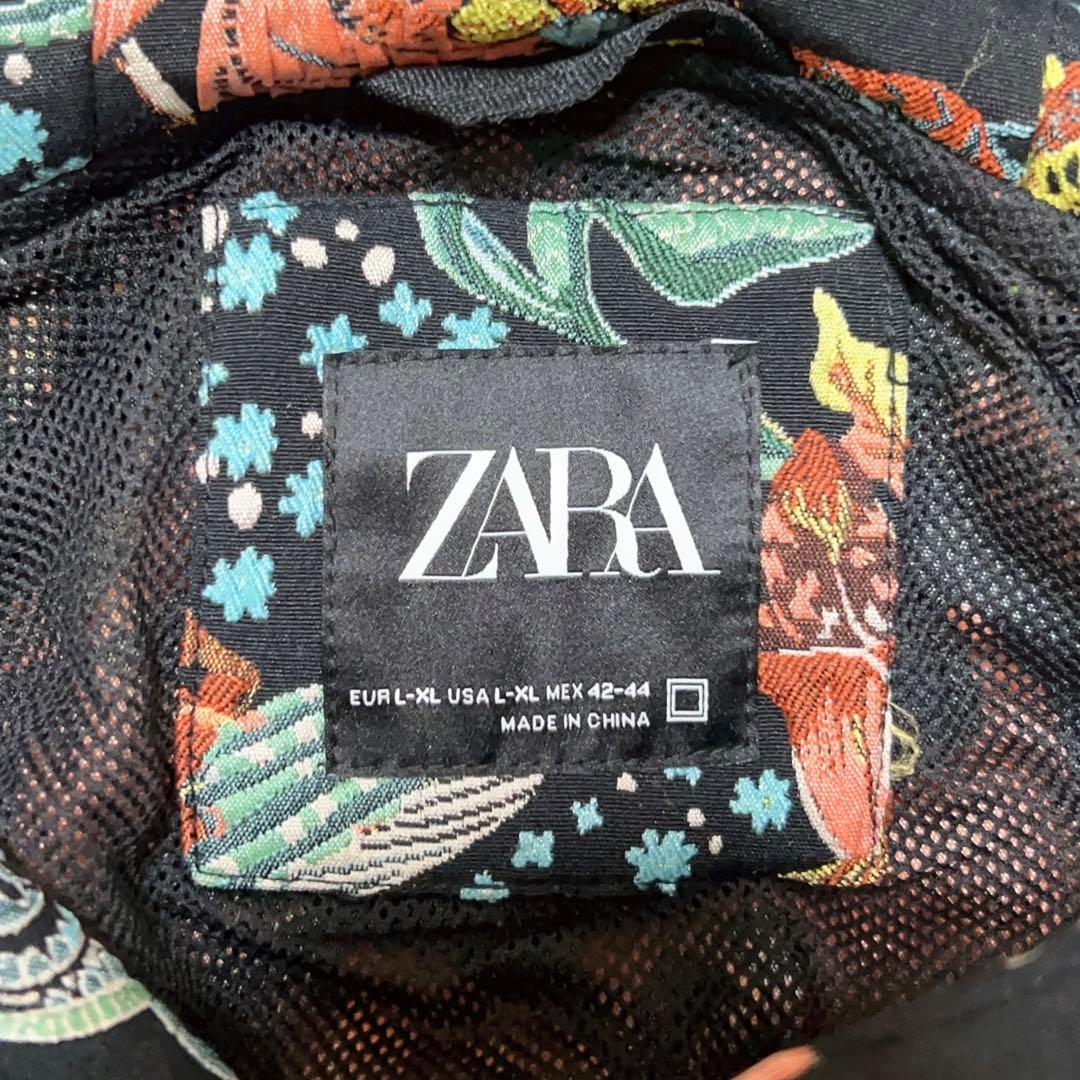 ZARA
EUR L-XL USA L-XL MEX 42-44
MADE IN CHINA